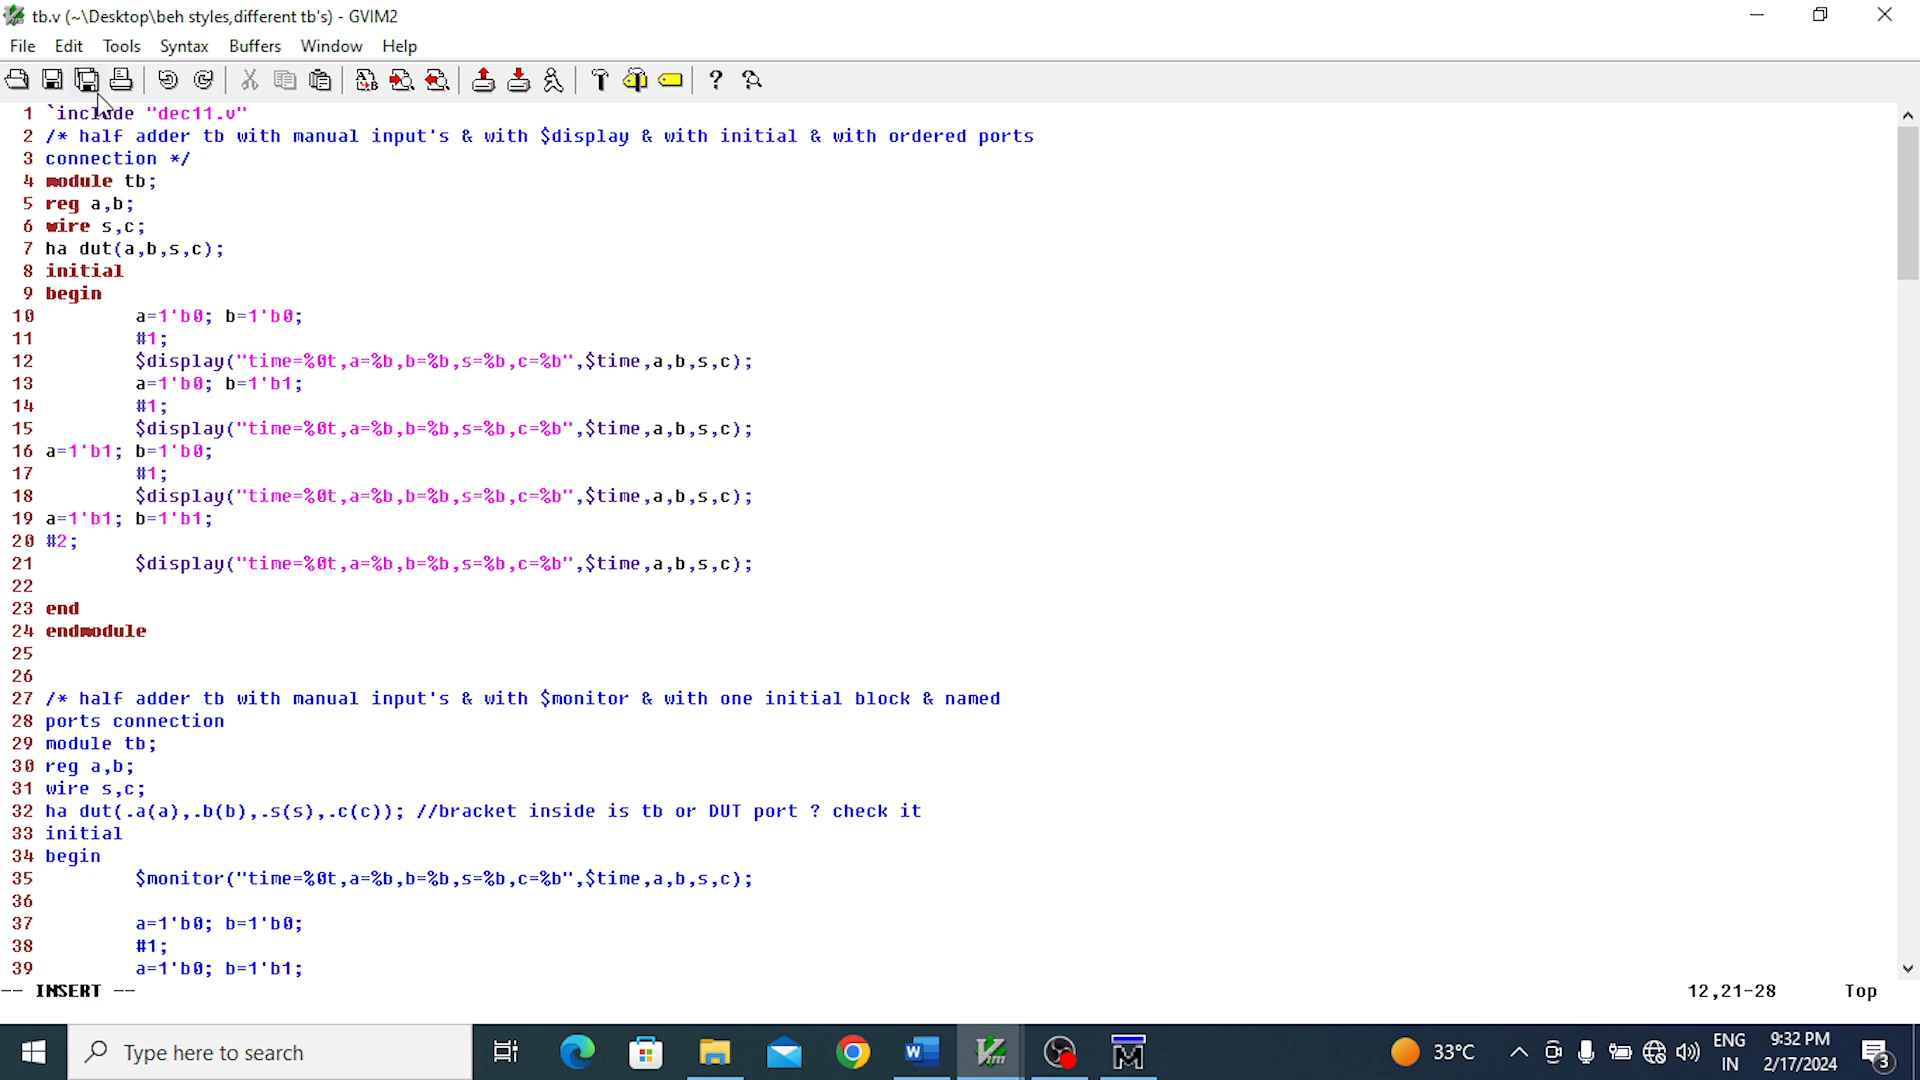 tb.v (~\Desktop\beh styles,different tb's) - GVIM2
File Edit Tools Syntax Buffers Window Help
1 `include "dec11.v"
2 /* half adder tb with manual input's & with $display & with initial & with ordered ports
3 connection */
4 module tb;
5 reg a,b;
6 wire s,c;
7 ha dut(a,b,s,c);
8 initial
9 begin
10 a=1'b0; b=1'b0;
11 #1;
12 $display("time=%0t,a=%b,b=%b,s=%b,c=%b",$time,a,b,s,c);
13 a=1'b0; b=1'b1;
14 #1;
15 $display("time=%0t,a=%b,b=%b,s=%b,c=%b",$time,a,b,s,c);
16 a=1'b1; b=1'b0;
17 #1;
18 $display("time=%0t,a=%b,b=%b,s=%b,c=%b",$time,a,b,s,c);
19 a=1'b1; b=1'b1;
20 #2;
21 $display("time=%0t,a=%b,b=%b,s=%b,c=%b",$time,a,b,s,c);
22
23 end
24 endmodule
25
26
27 /* half adder tb with manual input's & with $monitor & with one initial block & named
28 ports connection
29 module tb;
30 reg a,b;
31 wire s,c;
32 ha dut(.a(a),.b(b),.s(s),.c(c)); //bracket inside is tb or DUT port ? check it
33 initial
34 begin
35 $monitor("time=%0t,a=%b,b=%b,s=%b,c=%b",$time,a,b,s,c);
36
37 a=1'b0; b=1'b0;
38 #1;
39 a=1'b0; b=1'b1;
-- INSERT -- 12,21-28 Top
Type here to search
33°C
ENG
IN
9:32 PM
2/17/2024
3